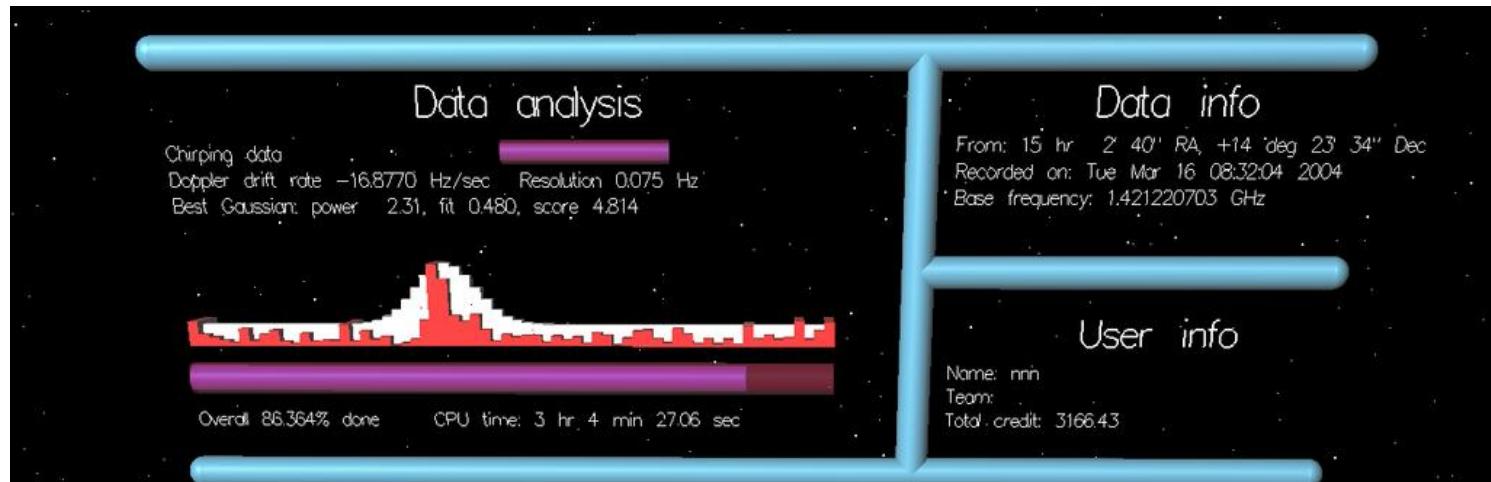 Data analysis
Chirping data
Doppler drift rate -16.8770 Hz/sec Resolution 0.075 Hz
Best Gaussian: power 2.31, fit 0.480, score 4.814
Overall 86.364% done CPU time: 3 hr 4 min 27.06 sec
Data info
From: 15 hr 2' 40'' RA, +14 deg 23' 34'' Dec
Recorded on: Tue Mar 16 08:32:04 2004
Base frequency: 1.421220703 GHz
User info
Name: nnn
Team:
Total credit: 3166.43